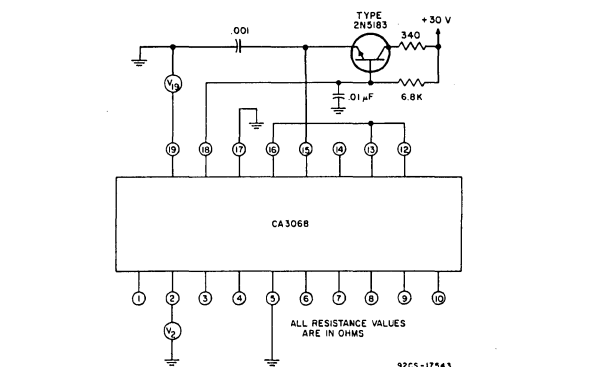 TYPE
2N5183
+30 V
.001
340
V19
.01 µF
6.8K
19 18 17 16 15 14 13 12
CA3068
1 2 3 4 5 6 7 8 9 10
V2
ALL RESISTANCE VALUES
ARE IN OHMS
92CS-17543